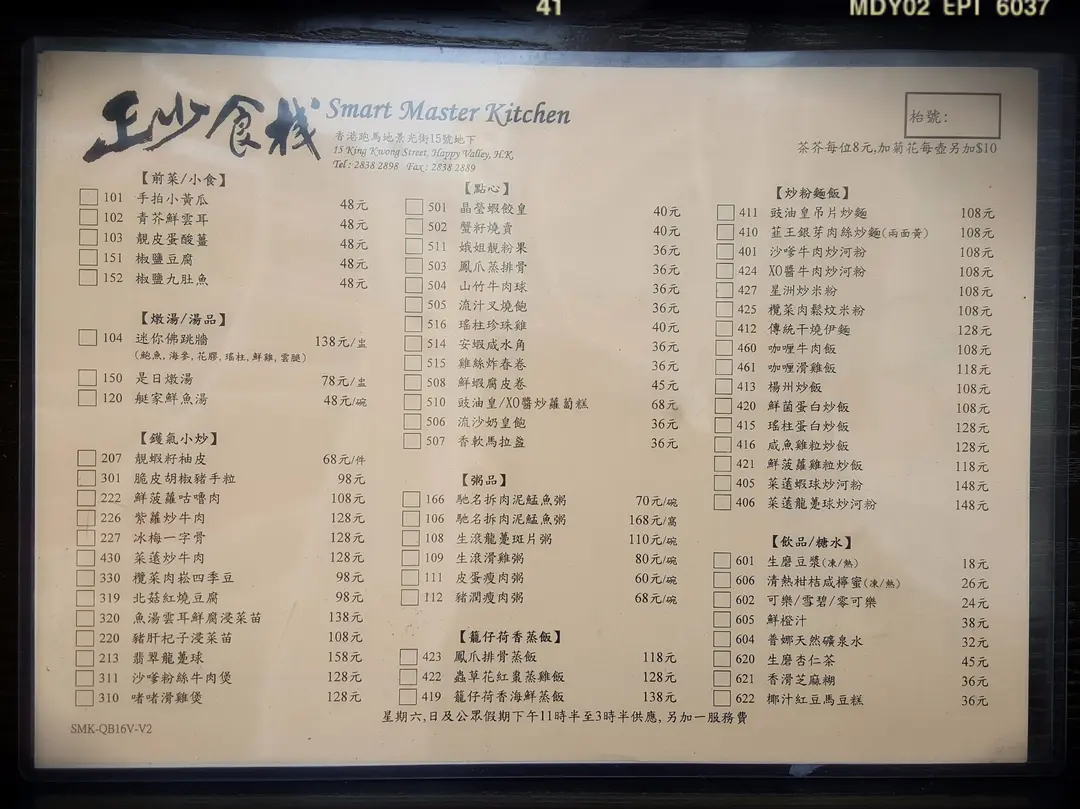 41
MDY02 EPT 6037
正少食棧 Smart Master Kitchen
香港跑馬地景光街15號地下
15 King Kwong Street, Happy Valley, H.K.
Tel : 2838 2898 Fax : 2838 2889
枱號:
茶芥每位8元,加菊花每壺另加$10
【前菜/小食】
101 手拍小黃瓜 48元
102 青芥鮮雲耳 48元
103 靚皮蛋酸薑 48元
151 椒鹽豆腐 48元
152 椒鹽九肚魚 48元
【燉湯/湯品】
104 迷你佛跳牆 138元/盅
(鮑魚,海參,花膠,瑤柱,鮮雞,雲腿)
150 是日燉湯 78元/盅
120 艇家鮮魚湯 48元/碗
【鑊氣小炒】
207 靚蝦籽柚皮 68元/件
301 脆皮胡椒豬手粒 98元
222 鮮菠蘿咕嚕肉 108元
226 紫蘿炒牛肉 128元
227 冰梅一字骨 128元
430 菜薳炒牛肉 128元
330 欖菜肉崧四季豆 98元
319 北菇紅燒豆腐 98元
320 魚湯雲耳鮮腐浸菜苗 138元
220 豬肝杞子浸菜苗 108元
213 翡翠龍躉球 158元
311 沙嗲粉絲牛肉煲 128元
310 啫啫滑雞煲 128元
SMK-QB16V-V2
【點心】
501 晶瑩蝦餃皇 40元
502 蟹籽燒賣 40元
511 娥姐靚粉果 36元
503 鳳爪蒸排骨 36元
504 山竹牛肉球 36元
505 流汁叉燒飽 36元
516 瑤柱珍珠雞 40元
514 安蝦咸水角 36元
515 雞絲炸春卷 36元
508 鮮蝦腐皮卷 45元
510 豉油皇/XO醬炒蘿蔔糕 68元
506 流沙奶皇飽 36元
507 香軟馬拉盞 36元
【粥品】
166 馳名拆肉泥鯭魚粥 70元/碗
106 馳名拆肉泥鯭魚粥 168元/窩
108 生滾龍躉斑片粥 110元/碗
109 生滾滑雞粥 80元/碗
111 皮蛋瘦肉粥 60元/碗
112 豬潤瘦肉粥 68元/碗
【籠仔荷香蒸飯】
423 鳳爪排骨蒸飯 118元
422 蟲草花紅棗蒸雞飯 128元
419 籠仔荷香海鮮蒸飯 138元
星期六,日及公眾假期下午11時半至3時半供應, 另加一服務費
【炒粉麵飯】
411 豉油皇吊片炒麵 108元
410 韮王銀芽肉絲炒麵(兩面黃) 108元
401 沙嗲牛肉炒河粉 108元
424 XO醬牛肉炒河粉 108元
427 星洲炒米粉 108元
425 欖菜肉鬆炆米粉 108元
412 傳統干燒伊麵 128元
460 咖喱牛肉飯 108元
461 咖喱滑雞飯 118元
413 楊州炒飯 108元
420 鮮菌蛋白炒飯 108元
415 瑤柱蛋白炒飯 128元
416 咸魚雞粒炒飯 128元
421 鮮菠蘿雞粒炒飯 118元
405 菜薳蝦球炒河粉 148元
406 菜薳龍躉球炒河粉 148元
【飲品/糖水】
601 生磨豆漿(凍/熱) 18元
606 清熱柑桔咸檸蜜(凍/熱) 26元
602 可樂/雪碧/零可樂 24元
605 鮮橙汁 38元
604 普娜天然礦泉水 32元
620 生磨杏仁茶 45元
621 香滑芝麻糊 36元
622 椰汁紅豆馬豆糕 36元